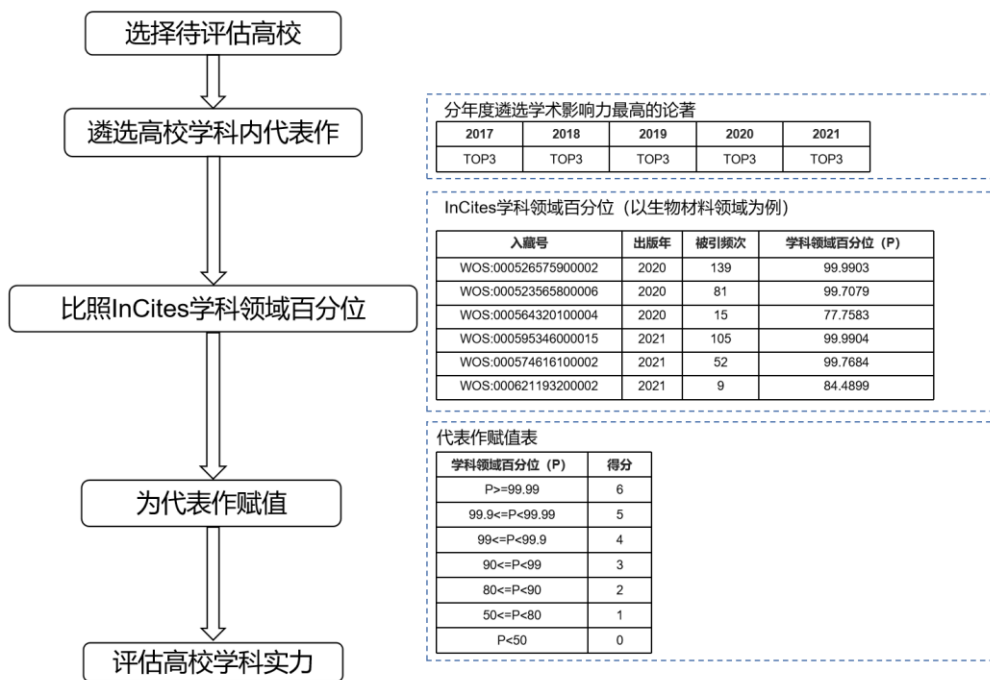 选择待评估高校
遴选高校学科内代表作
比照InCites学科领域百分位
为代表作赋值
评估高校学科实力
分年度遴选学术影响力最高的论著
2017 2018 2019 2020 2021
TOP3 TOP3 TOP3 TOP3 TOP3
InCites学科领域百分位（以生物材料领域为例）
入藏号 出版年 被引频次 学科领域百分位（P）
WOS:000526575900002 2020 139 99.9903
WOS:000523565800006 2020 81 99.7079
WOS:000564320100004 2020 15 77.7583
WOS:000595346000015 2021 105 99.9904
WOS:000574616100002 2021 52 99.7684
WOS:000621193200002 2021 9 84.4899
代表作赋值表
学科领域百分位（P） 得分
P>=99.99 6
99.9<=P<99.99 5
99<=P<99.9 4
90<=P<99 3
80<=P<90 2
50<=P<80 1
P<50 0